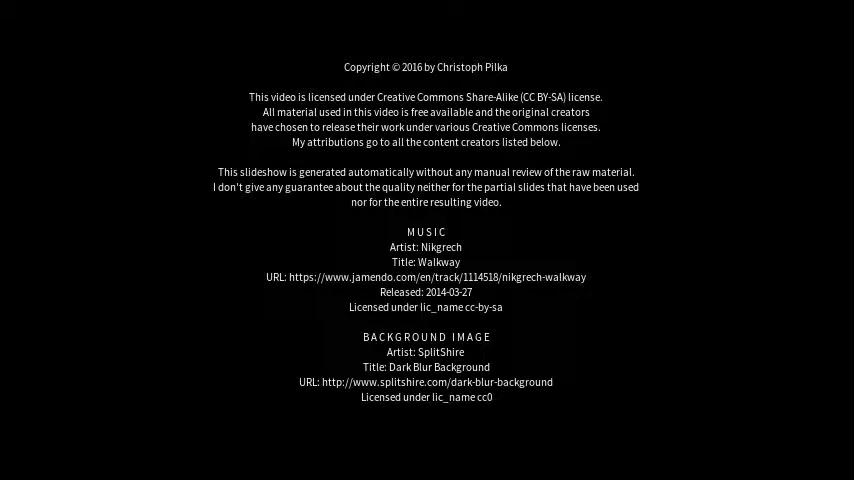 Copyright © 2016 by Christoph Pilka
This video is licensed under Creative Commons Share-Alike (CC BY-SA) license.
All material used in this video is free available and the original creators
have chosen to release their work under various Creative Commons licenses.
My attributions go to all the content creators listed below.
This slideshow is generated automatically without any manual review of the raw material.
I don't give any guarantee about the quality neither for the partial slides that have been used
nor for the entire resulting video.
M U S I C
Artist: Nikgrech
Title: Walkway
URL: https://www.jamendo.com/en/track/1114518/nikgrech-walkway
Released: 2014-03-27
Licensed under lic_name cc-by-sa
B A C K G R O U N D   I M A G E
Artist: SplitShire
Title: Dark Blur Background
URL: http://www.splitshire.com/dark-blur-background
Licensed under lic_name cc0